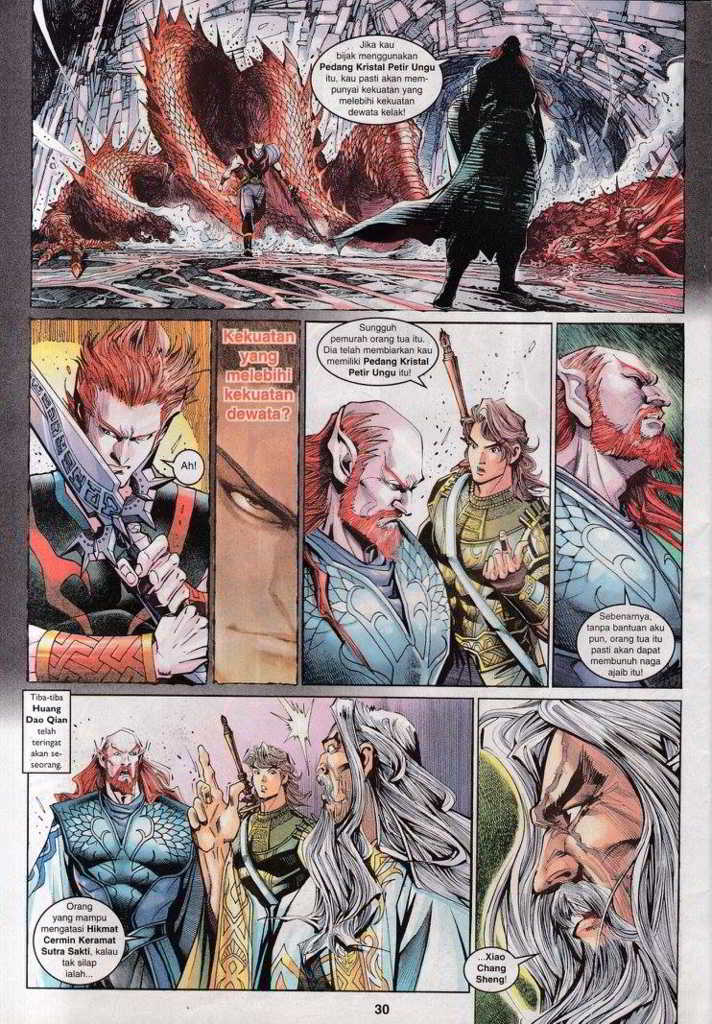 Jika kau
bijak menggunakan
Pedang Kristal Petir Ungu
itu, kau pasti akan mem-
punyai kekuatan yang
melebihi kekuatan
dewata kelak!
Ah!
Kekuatan
yang
melebihi
kekuatan
dewata?
Sungguh
pemurah orang tua itu.
Dia telah membiarkan kau
memiliki Pedang Kristal
Petir Ungu itu!
Sebenarnya,
tanpa bantuan aku
pun, orang tua itu
pasti akan dapat
membunuh naga
ajaib itu!
Tiba-tiba
Huang
Dao Qian
telah
teringat
akan se-
seorang.
Orang
yang mampu
mengatasi Hikmat
Cermin Keramat
Sutra Sakti, kalau
tak silap
ialah...
...Xiao
Chang
Sheng!
30